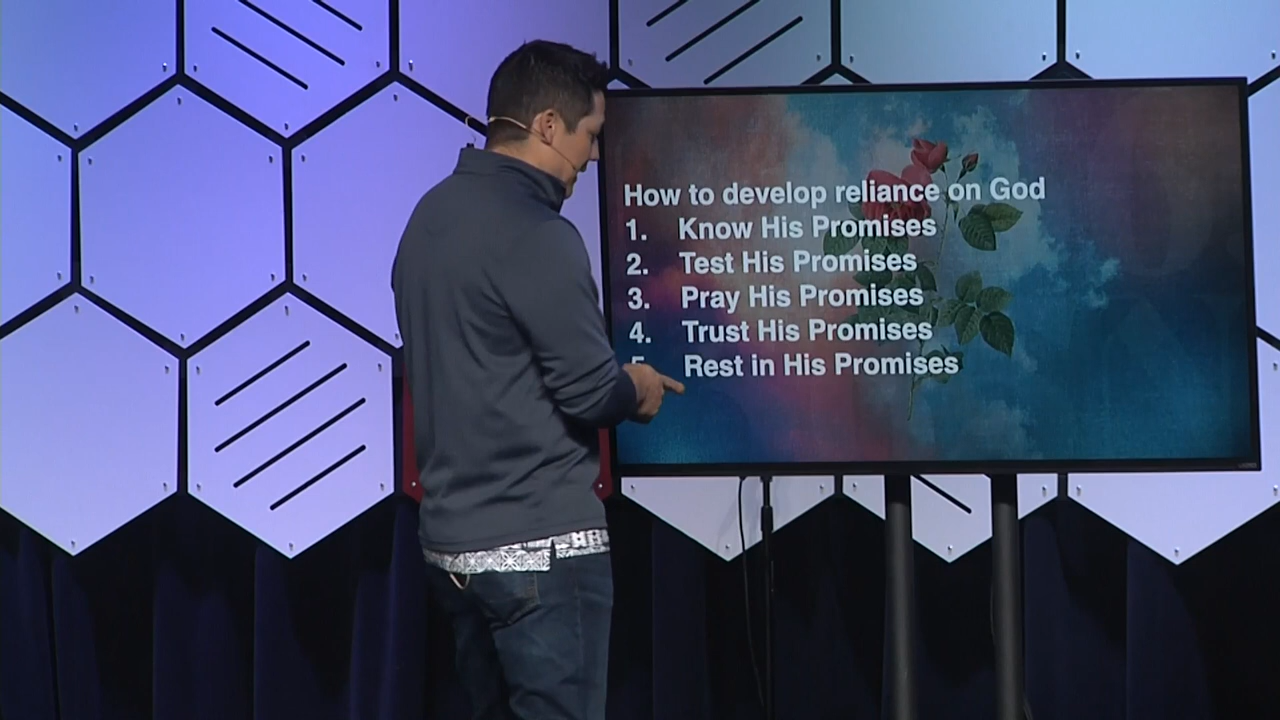 How to develop reliance on God
1. Know His Promises
2. Test His Promises
3. Pray His Promises
4. Trust His Promises
5. Rest in His Promises